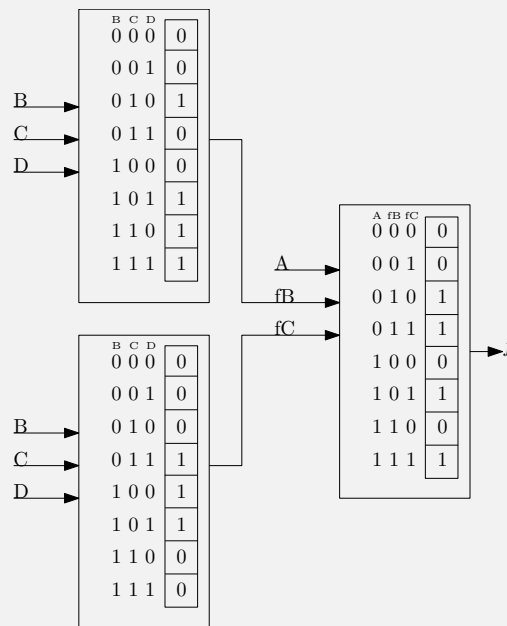 B C D
0 0 0 0
0 0 1 0
0 1 0 1
0 1 1 0
1 0 0 0
1 0 1 1
1 1 0 1
1 1 1 1
B
C
D
B C D
0 0 0 0
0 0 1 0
0 1 0 0
0 1 1 1
1 0 0 1
1 0 1 1
1 1 0 0
1 1 1 0
B
C
D
A
fB
fC
A fB fC
0 0 0 0
0 0 1 0
0 1 0 1
0 1 1 1
1 0 0 0
1 0 1 1
1 1 0 0
1 1 1 1